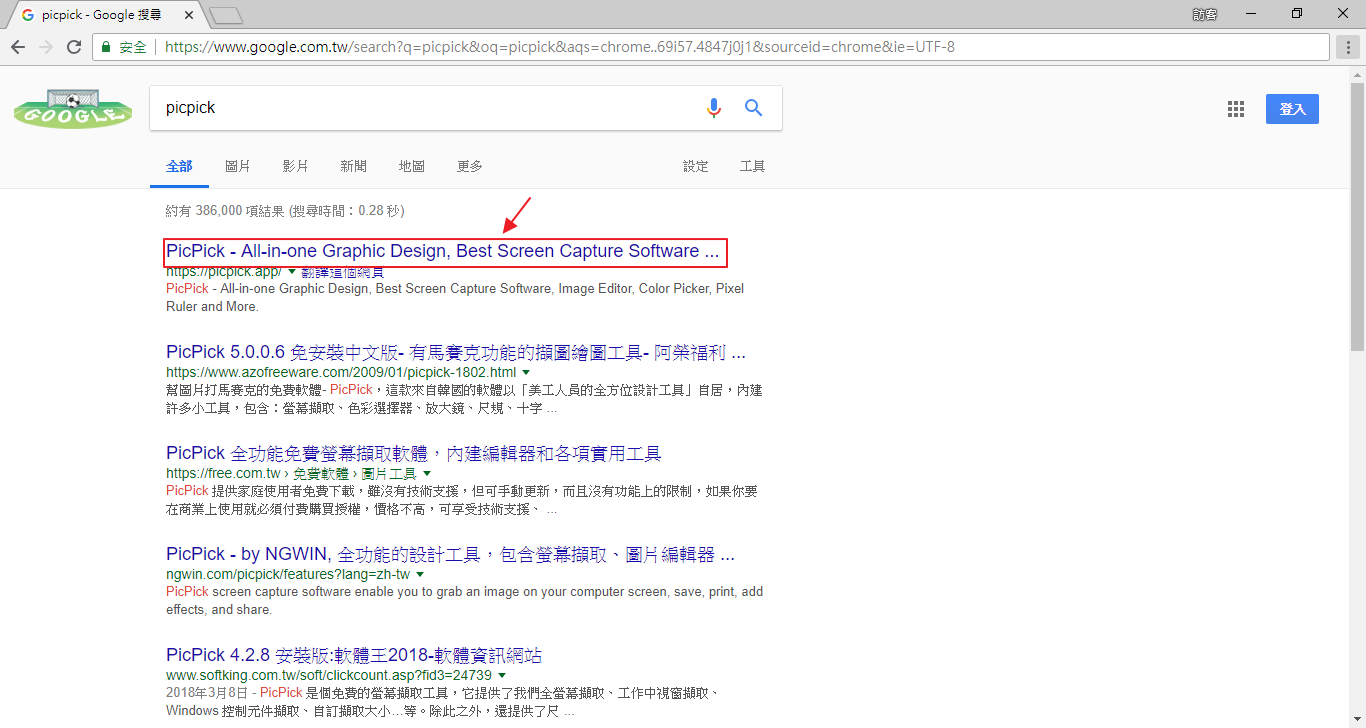 picpick - Google 搜尋
訪客
安全 https://www.google.com.tw/search?q=picpick&oq=picpick&aqs=chrome..69i57.4847j0j1&sourceid=chrome&ie=UTF-8
GOOGLE
picpick
登入
全部 圖片 影片 新聞 地圖 更多 設定 工具
約有 386,000 項結果 (搜尋時間：0.28 秒)
PicPick - All-in-one Graphic Design, Best Screen Capture Software ...
https://picpick.app/ 翻譯這個網頁
PicPick - All-in-one Graphic Design, Best Screen Capture Software, Image Editor, Color Picker, Pixel
Ruler and More.
PicPick 5.0.0.6 免安裝中文版- 有馬賽克功能的擷圖繪圖工具- 阿榮福利 ...
https://www.azofreeware.com/2009/01/picpick-1802.html
幫圖片打馬賽克的免費軟體- PicPick，這款來自韓國的軟體以「美工人員的全方位設計工具」自居，內建
許多小工具，包含：螢幕擷取、色彩選擇器、放大鏡、尺規、十字 ...
PicPick 全功能免費螢幕擷取軟體，內建編輯器和各項實用工具
https://free.com.tw › 免費軟體 › 圖片工具
PicPick 提供家庭使用者免費下載，雖沒有技術支援，但可手動更新，而且沒有功能上的限制，如果你要
在商業上使用就必須付費購買授權，價格不高，可享受技術支援、 ...
PicPick - by NGWIN, 全功能的設計工具，包含螢幕擷取、圖片編輯器 ...
ngwin.com/picpick/features?lang=zh-tw
PicPick screen capture software enable you to grab an image on your computer screen, save, print, add
effects, and share.
PicPick 4.2.8 安裝版:軟體王2018-軟體資訊網站
www.softking.com.tw/soft/clickcount.asp?fid3=24739
2018年3月8日 - PicPick 是個免費的螢幕擷取工具，它提供了我們全螢幕擷取、工作中視窗擷取、
Windows 控制元件擷取、自訂擷取大小…等。除此之外，還提供了尺 ...